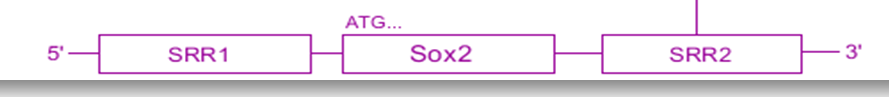 ATG...
5' SRR1 Sox2 SRR2 3'